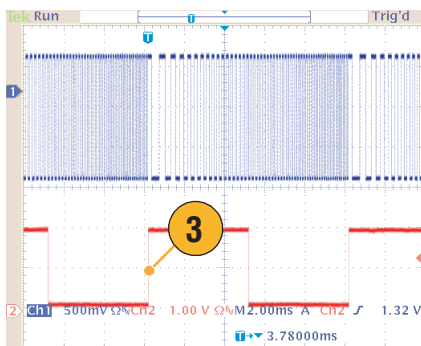 Tek Run Trig'd
T
T
1
3
2 Ch1 500mV Ω Ch2 1.00 V Ω M 2.00ms A Ch2 ʃ 1.32 V
T→▼ 3.78000ms